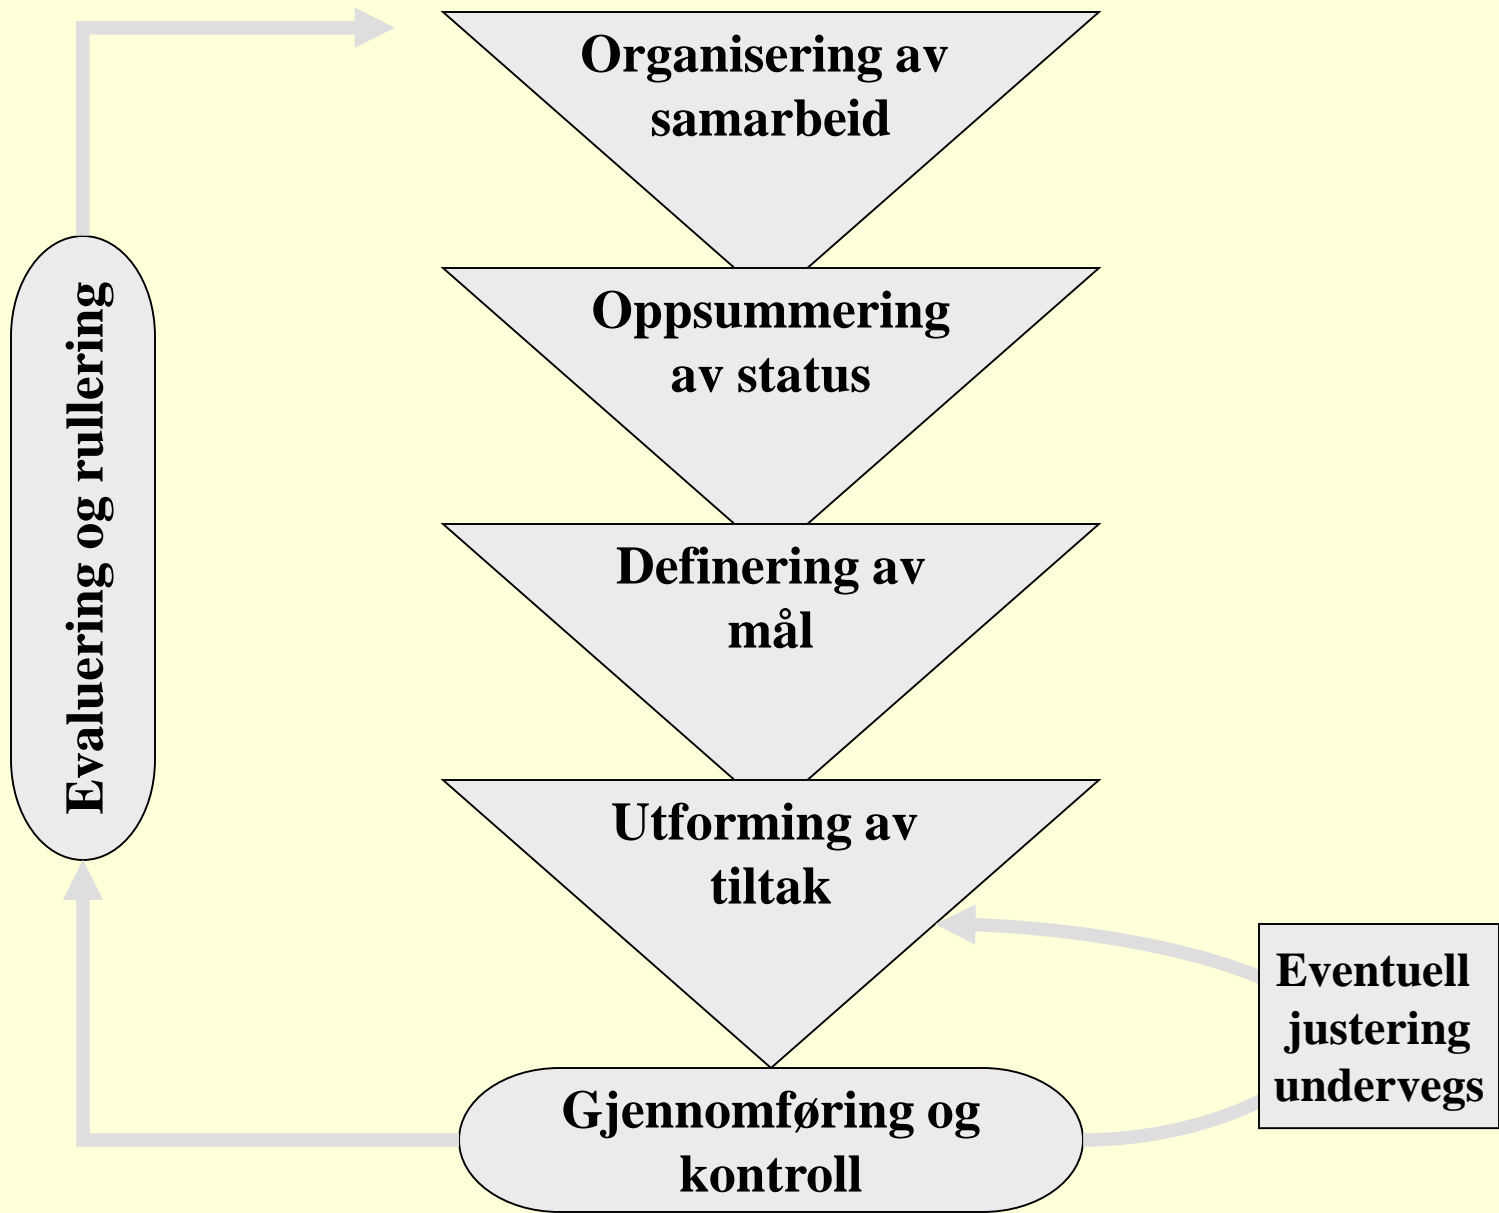 Organisering av
samarbeid
Oppsummering
av status
Definering av
mål
Utforming av
tiltak
Gjennomføring og
kontroll
Eventuell
justering
undervegs
Evaluering og rullering